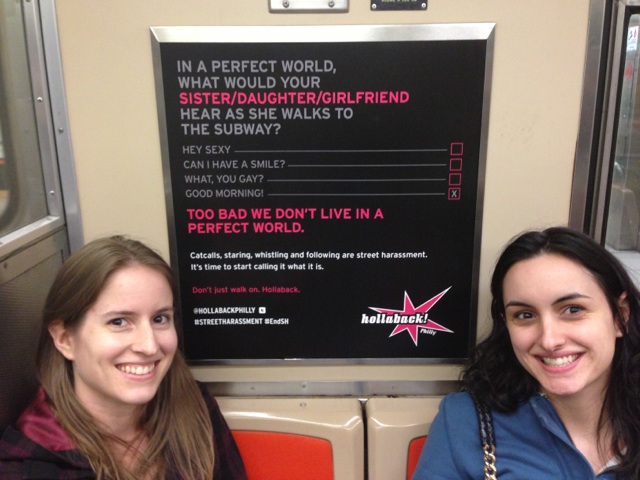 IN A PERFECT WORLD,
WHAT WOULD YOUR
SISTER/DAUGHTER/GIRLFRIEND
HEAR AS SHE WALKS TO
THE SUBWAY?
HEY SEXY
CAN I HAVE A SMILE?
WHAT, YOU GAY?
GOOD MORNING! X
TOO BAD WE DON'T LIVE IN A
PERFECT WORLD.
Catcalls, staring, whistling and following are street harassment.
It's time to start calling it what it is.
Don't just walk on. Hollaback.
@HOLLABACKPHILLY
#STREETHARASSMENT #EndSH
hollaback!
Philly